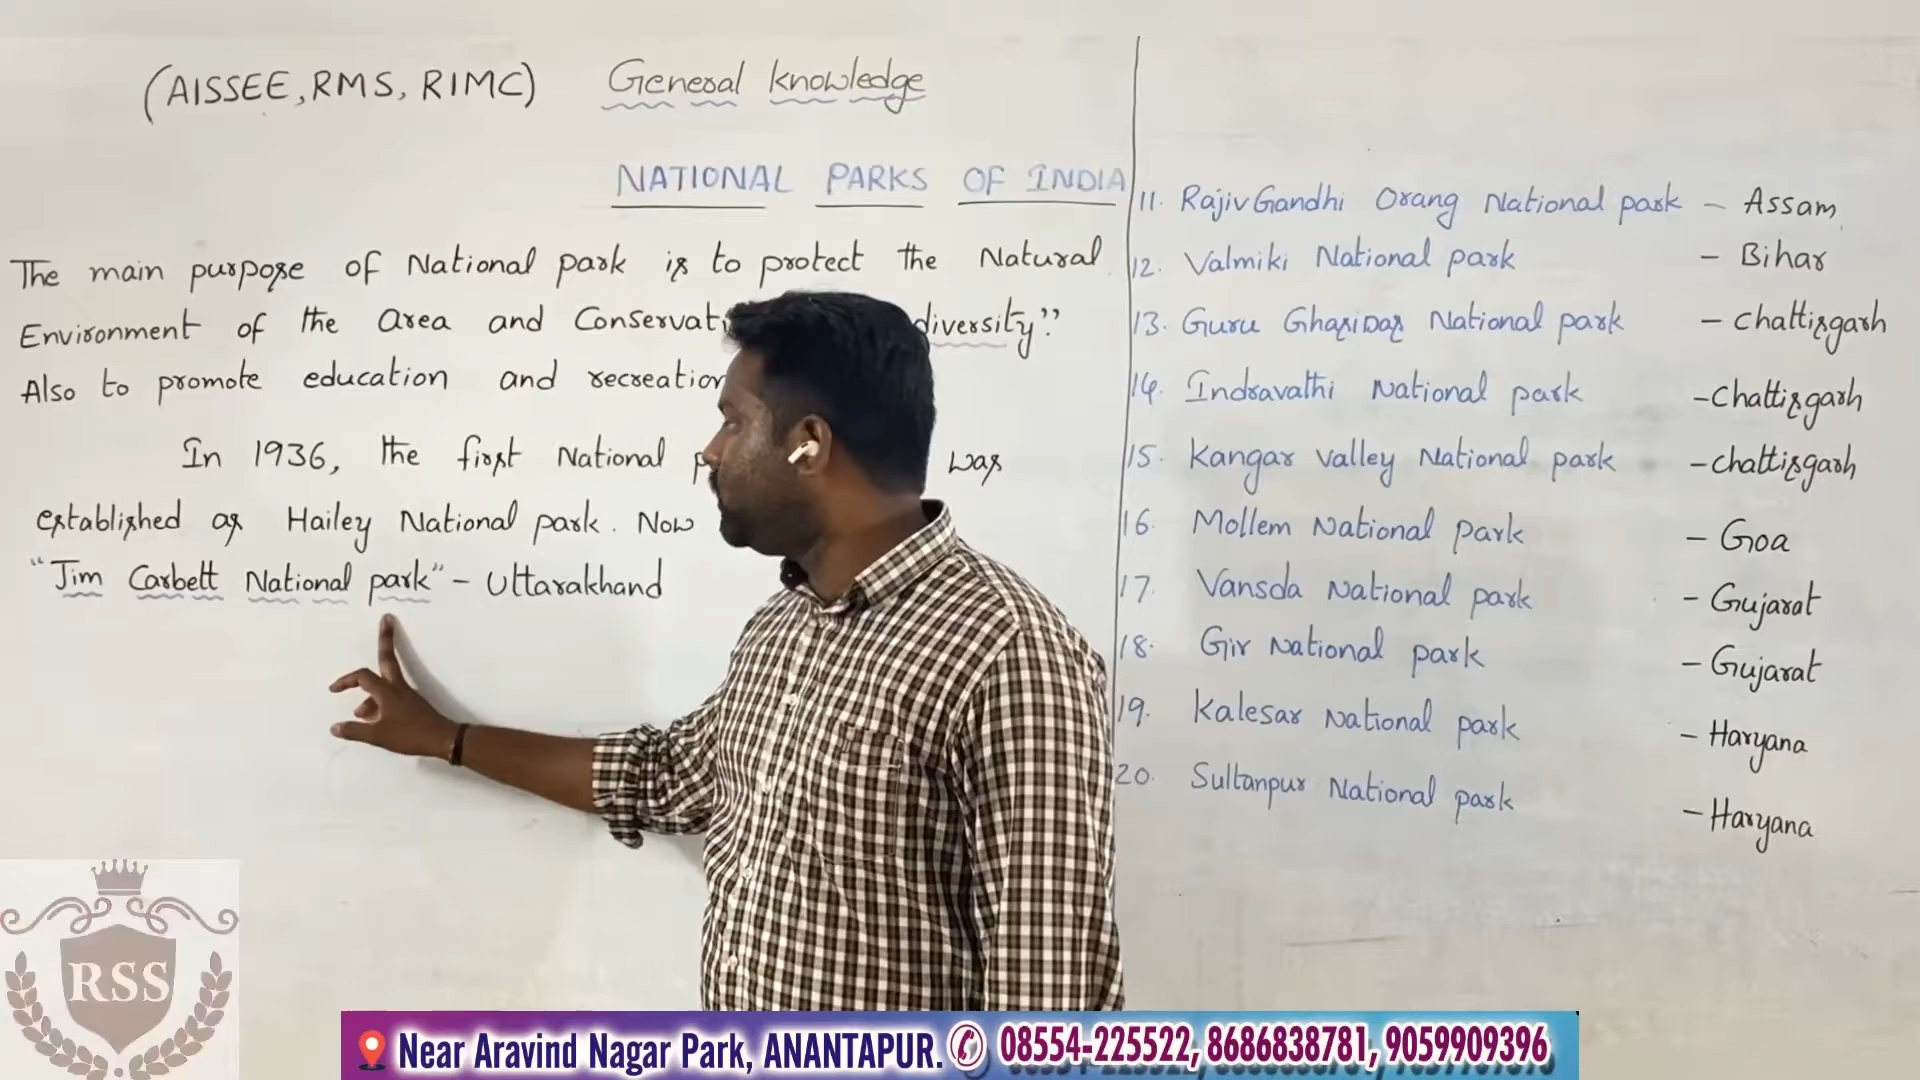 (AISSEE, RMS, RIMC) General knowledge
NATIONAL PARKS OF INDIA
The main purpose of National park is to protect the Natural
Environment of the area and Conservati diversity"
Also to promote education and recreation
In 1936, the first National was
established as Hailey National park. Now
"Jim Carbett National park" - Uttarakhand
11. Rajiv Gandhi Orang National park - Assam
12. Valmiki National park - Bihar
13. Guru Ghasidas National park - Chattisgarh
14. Indravathi National park - Chattisgarh
15. Kangar valley National park - Chattisgarh
16. Mollem National park - Goa
17. Vansda National park - Gujarat
18. Gir National park - Gujarat
19. Kalesar National park - Haryana
20. Sultanpur National park - Haryana
RSS
Near Aravind Nagar Park, ANANTAPUR. 08554-225522, 8686838781, 9059909396